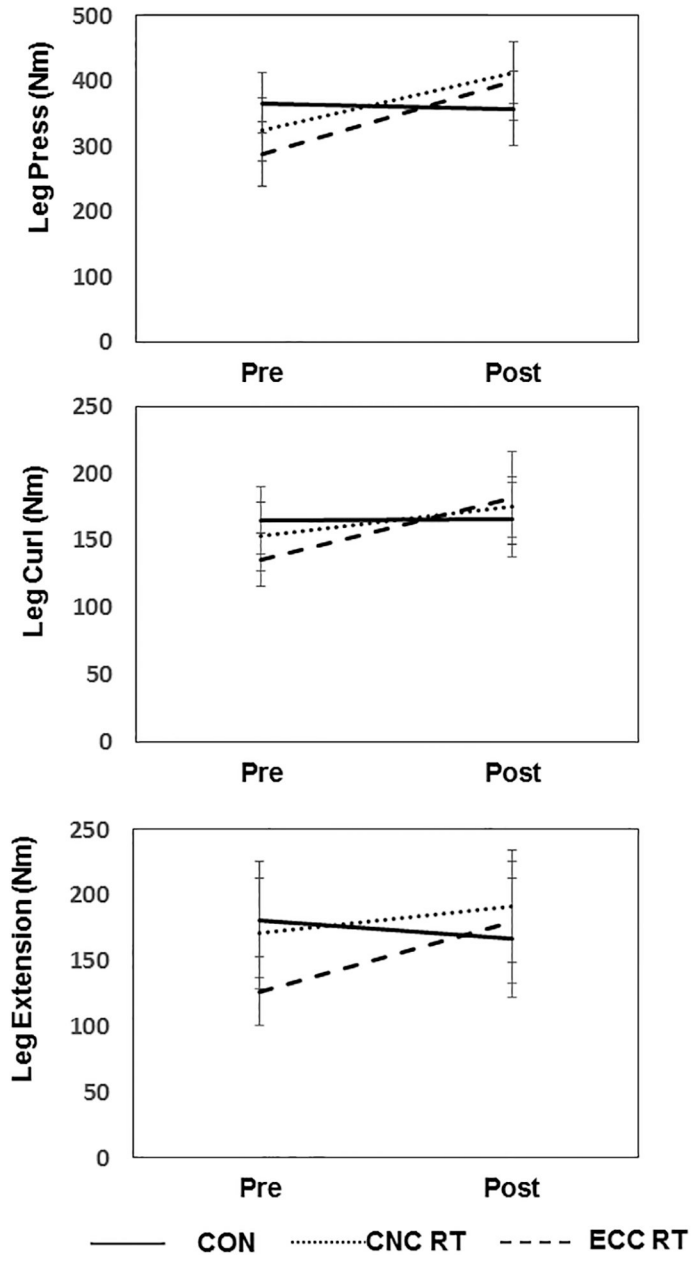 500
400
300
200
100
0
Leg Press (Nm)
Pre Post
250
200
150
100
50
0
Leg Curl (Nm)
Pre Post
250
200
150
100
50
0
Leg Extension (Nm)
Pre Post
CON CNC RT ECC RT